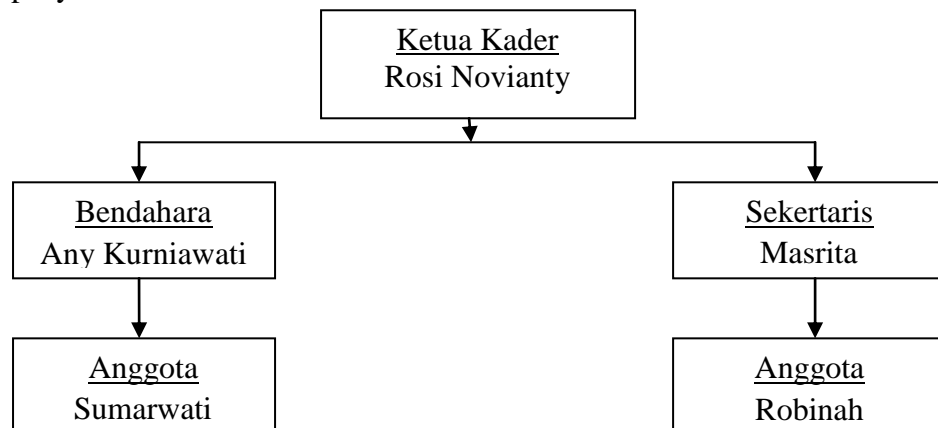 Ketua Kader
Rosi Novianty
Bendahara
Any Kurniawati
Sekertaris
Masrita
Anggota
Sumarwati
Anggota
Robinah